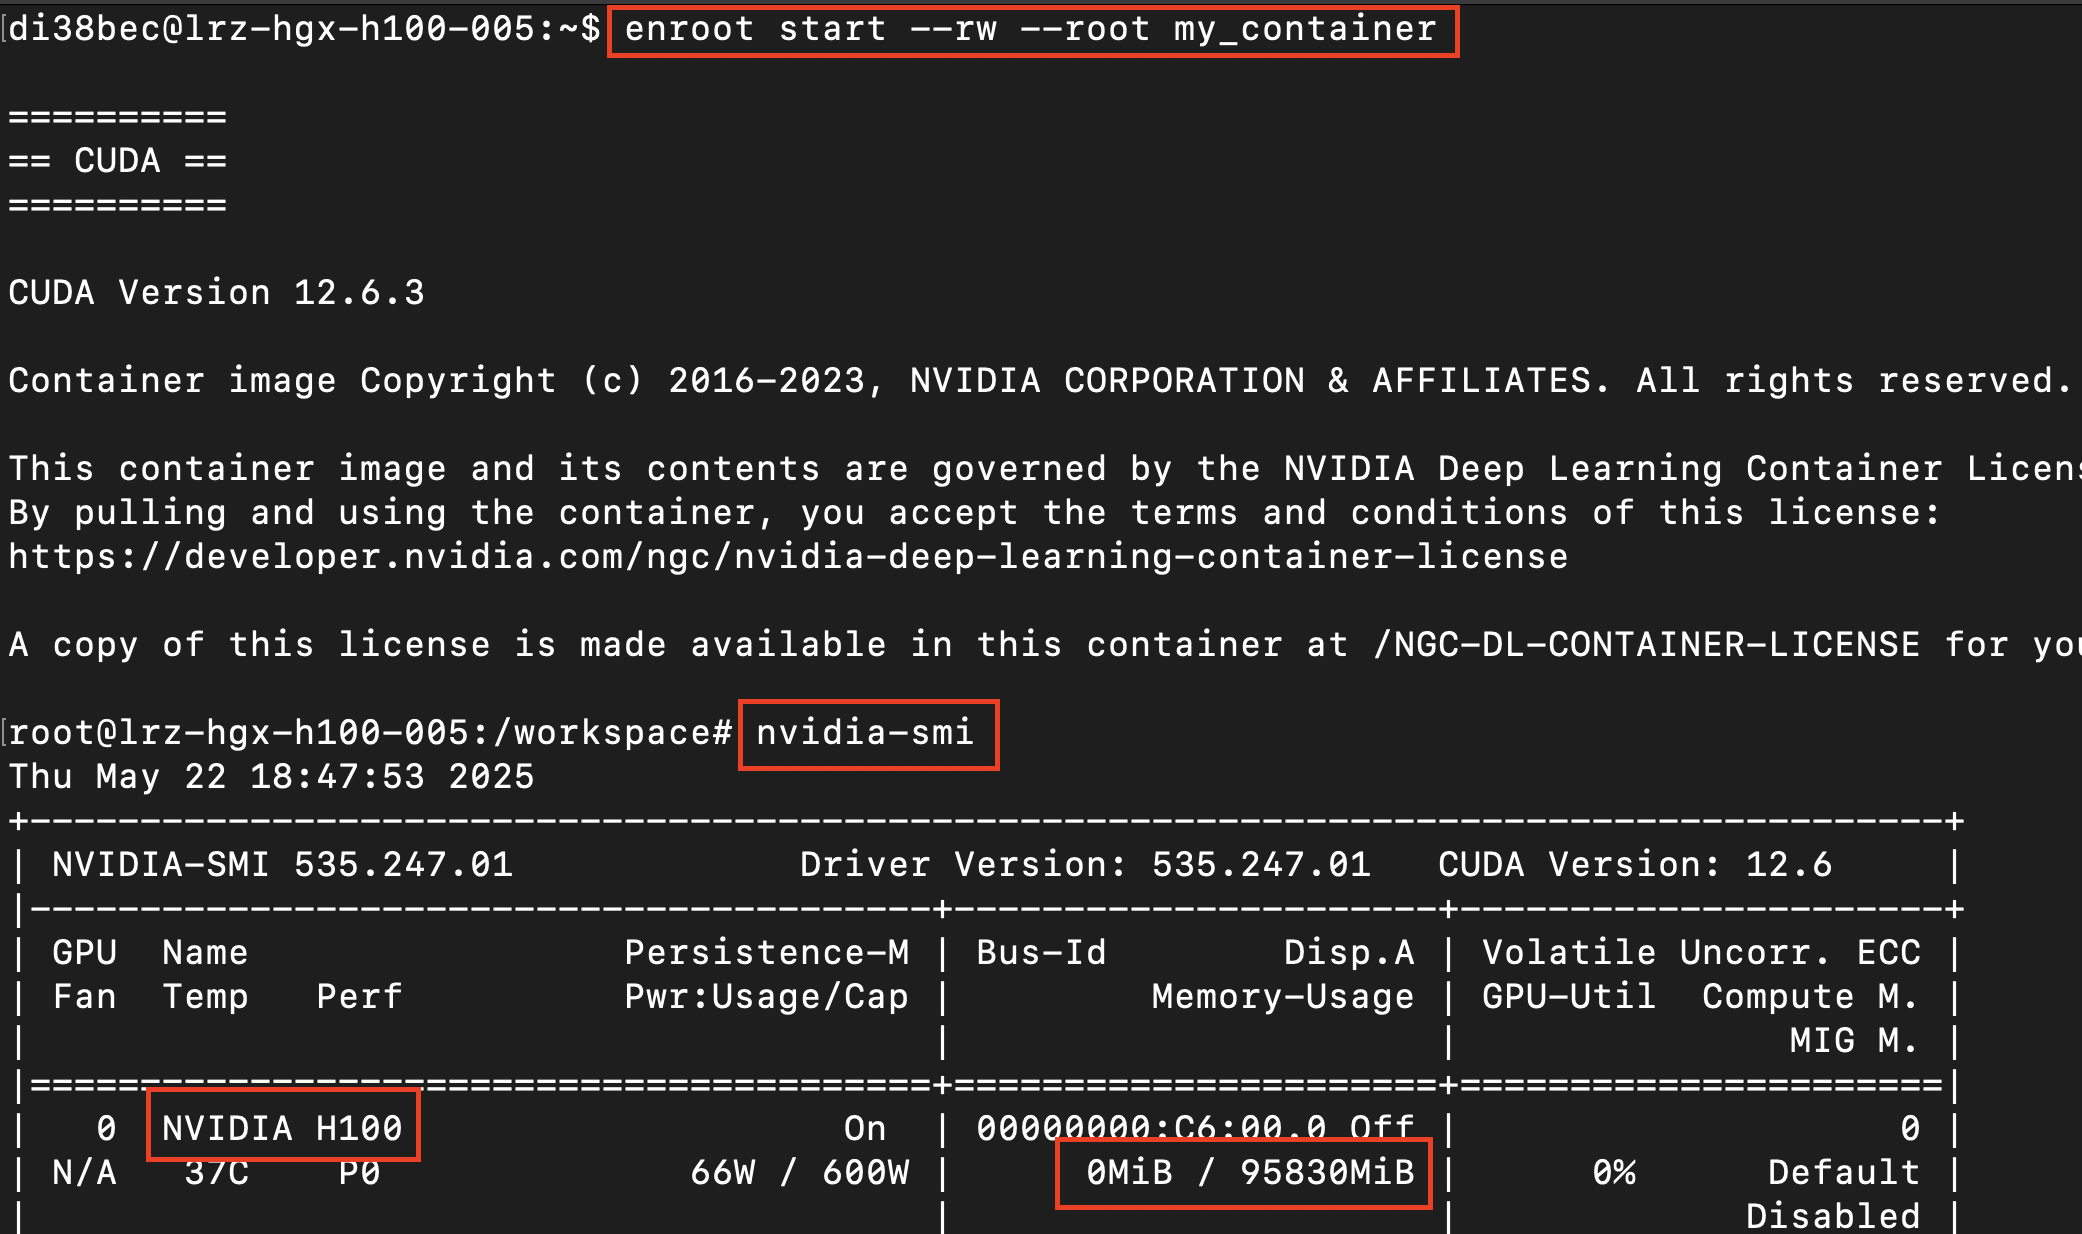 di38bec@lrz-hgx-h100-005:~$ enroot start --rw --root my_container
==========
== CUDA ==
==========
CUDA Version 12.6.3
Container image Copyright (c) 2016-2023, NVIDIA CORPORATION & AFFILIATES. All rights reserved.
This container image and its contents are governed by the NVIDIA Deep Learning Container Licens
By pulling and using the container, you accept the terms and conditions of this license:
https://developer.nvidia.com/ngc/nvidia-deep-learning-container-license
A copy of this license is made available in this container at /NGC-DL-CONTAINER-LICENSE for you
root@lrz-hgx-h100-005:/workspace# nvidia-smi
Thu May 22 18:47:53 2025
+---------------------------------------------------------------------------------------+
| NVIDIA-SMI 535.247.01             Driver Version: 535.247.01   CUDA Version: 12.6     |
|-----------------------------------------+----------------------+----------------------+
| GPU  Name                 Persistence-M | Bus-Id        Disp.A | Volatile Uncorr. ECC |
| Fan  Temp   Perf          Pwr:Usage/Cap |         Memory-Usage | GPU-Util  Compute M. |
|                                         |                      |               MIG M. |
|=========================================+======================+======================|
|   0  NVIDIA H100                    On  | 00000000:C6:00.0 Off |                    0 |
| N/A   37C    P0              66W / 600W |      0MiB / 95830MiB |      0%      Default |
|                                         |                      |             Disabled |